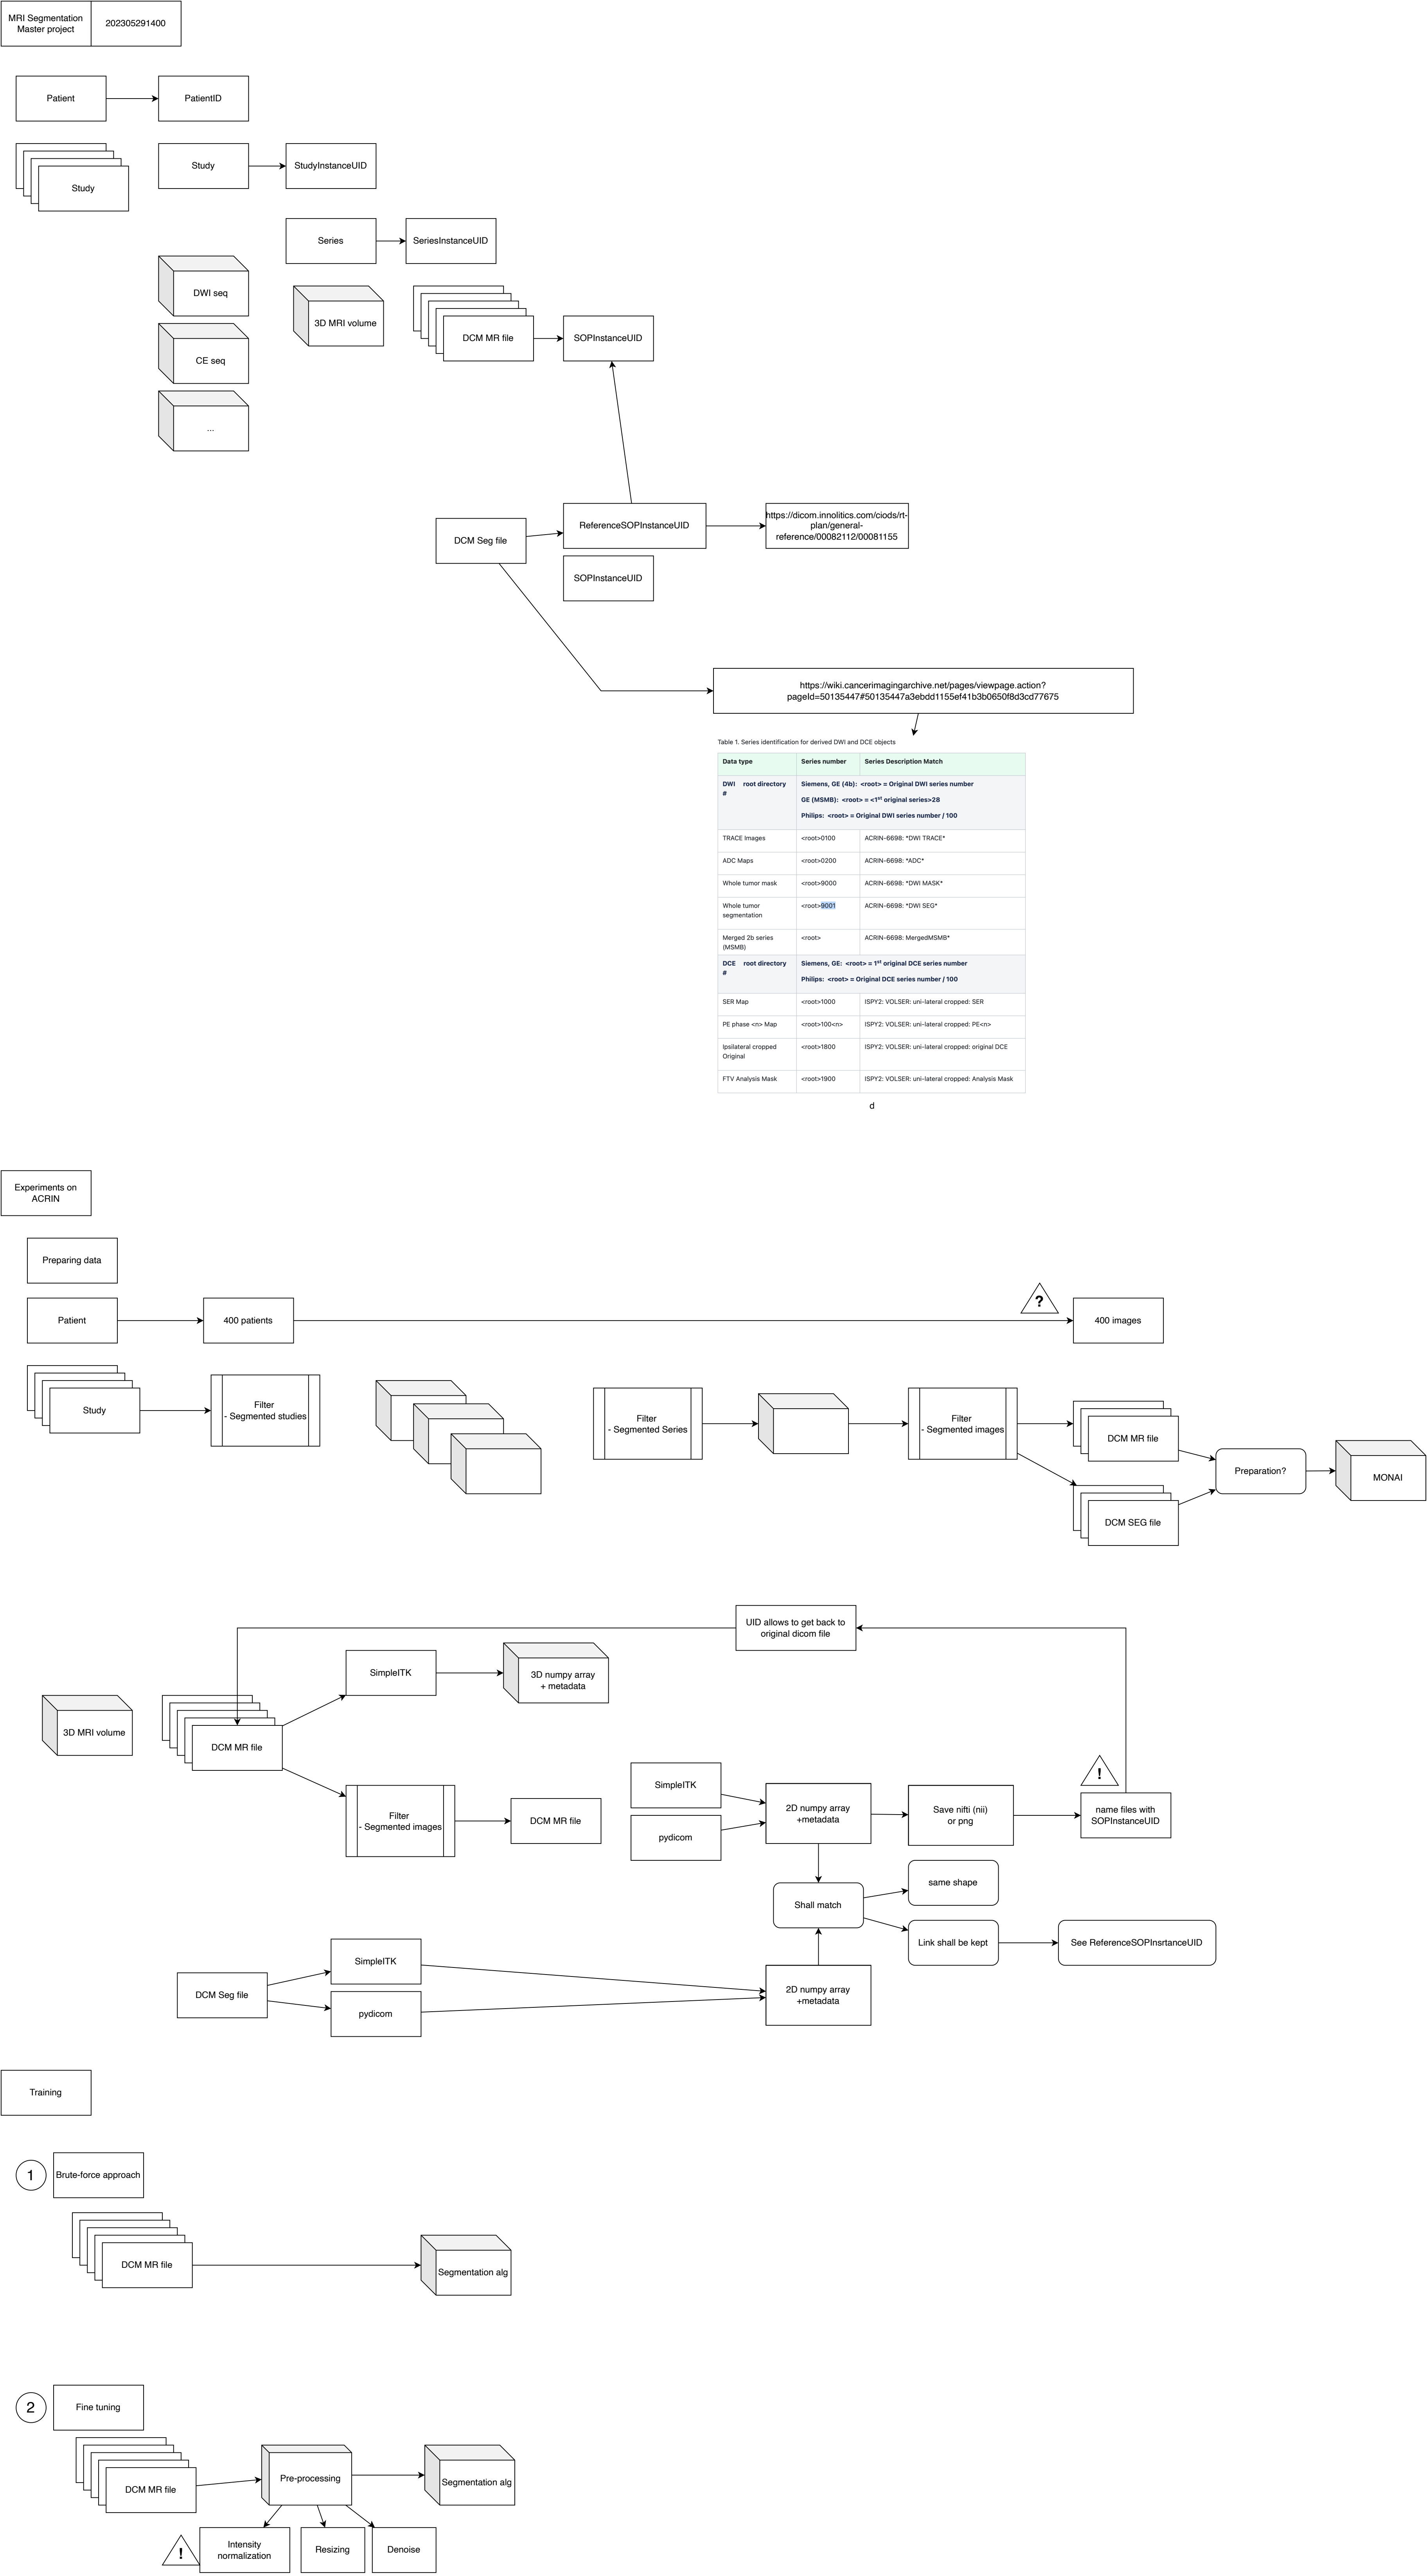 MRI Segmentation
Master project
202305291400
Patient
PatientID
Study
Study
StudyInstanceUID
Series
SeriesInstanceUID
DWI seq
3D MRI volume
DCM MR file
SOPInstanceUID
CE seq
...
DCM Seg file
ReferenceSOPInstanceUID
https://dicom.innolitics.com/ciods/rt-
plan/general-
reference/00082112/00081155
SOPInstanceUID
https://wiki.cancerimagingarchive.net/pages/viewpage.action?
pageId=50135447#50135447a3ebdd1155ef41b3b0650f8d3cd77675
Table 1. Series identification for derived DWI and DCE objects
Data type Series number Series Description Match
DWI root directory
#
Siemens, GE (4b): <root> = Original DWI series number
GE (MSMB): <root> = <1st original series>28
Philips: <root> = Original DWI series number / 100
TRACE Images <root>0100 ACRIN-6698: *DWI TRACE*
ADC Maps <root>0200 ACRIN-6698: *ADC*
Whole tumor mask <root>9000 ACRIN-6698: *DWI MASK*
Whole tumor
segmentation
<root>9001 ACRIN-6698: *DWI SEG*
Merged 2b series
(MSMB)
<root> ACRIN-6698: MergedMSMB*
DCE root directory
#
Siemens, GE: <root> = 1st original DCE series number
Philips: <root> = Original DCE series number / 100
SER Map <root>1000 ISPY2: VOLSER: uni-lateral cropped: SER
PE phase <n> Map <root>100<n> ISPY2: VOLSER: uni-lateral cropped: PE<n>
Ipsilateral cropped
Original
<root>1800 ISPY2: VOLSER: uni-lateral cropped: original DCE
FTV Analysis Mask <root>1900 ISPY2: VOLSER: uni-lateral cropped: Analysis Mask
d
Experiments on
ACRIN
Preparing data
Patient
400 patients
?
400 images
Study
Filter
- Segmented studies
Filter
- Segmented Series
Filter
- Segmented images
DCM MR file
DCM SEG file
Preparation?
MONAI
UID allows to get back to
original dicom file
SimpleITK
3D numpy array
+ metadata
3D MRI volume
DCM MR file
Filter
- Segmented images
DCM MR file
SimpleITK
pydicom
2D numpy array
+metadata
Save nifti (nii)
or png
!
name files with
SOPInstanceUID
Shall match
same shape
Link shall be kept
See ReferenceSOPInsrtanceUID
DCM Seg file
SimpleITK
pydicom
2D numpy array
+metadata
Training
1
Brute-force approach
DCM MR file
Segmentation alg
2
Fine tuning
DCM MR file
Pre-processing
Segmentation alg
!
Intensity
normalization
Resizing
Denoise